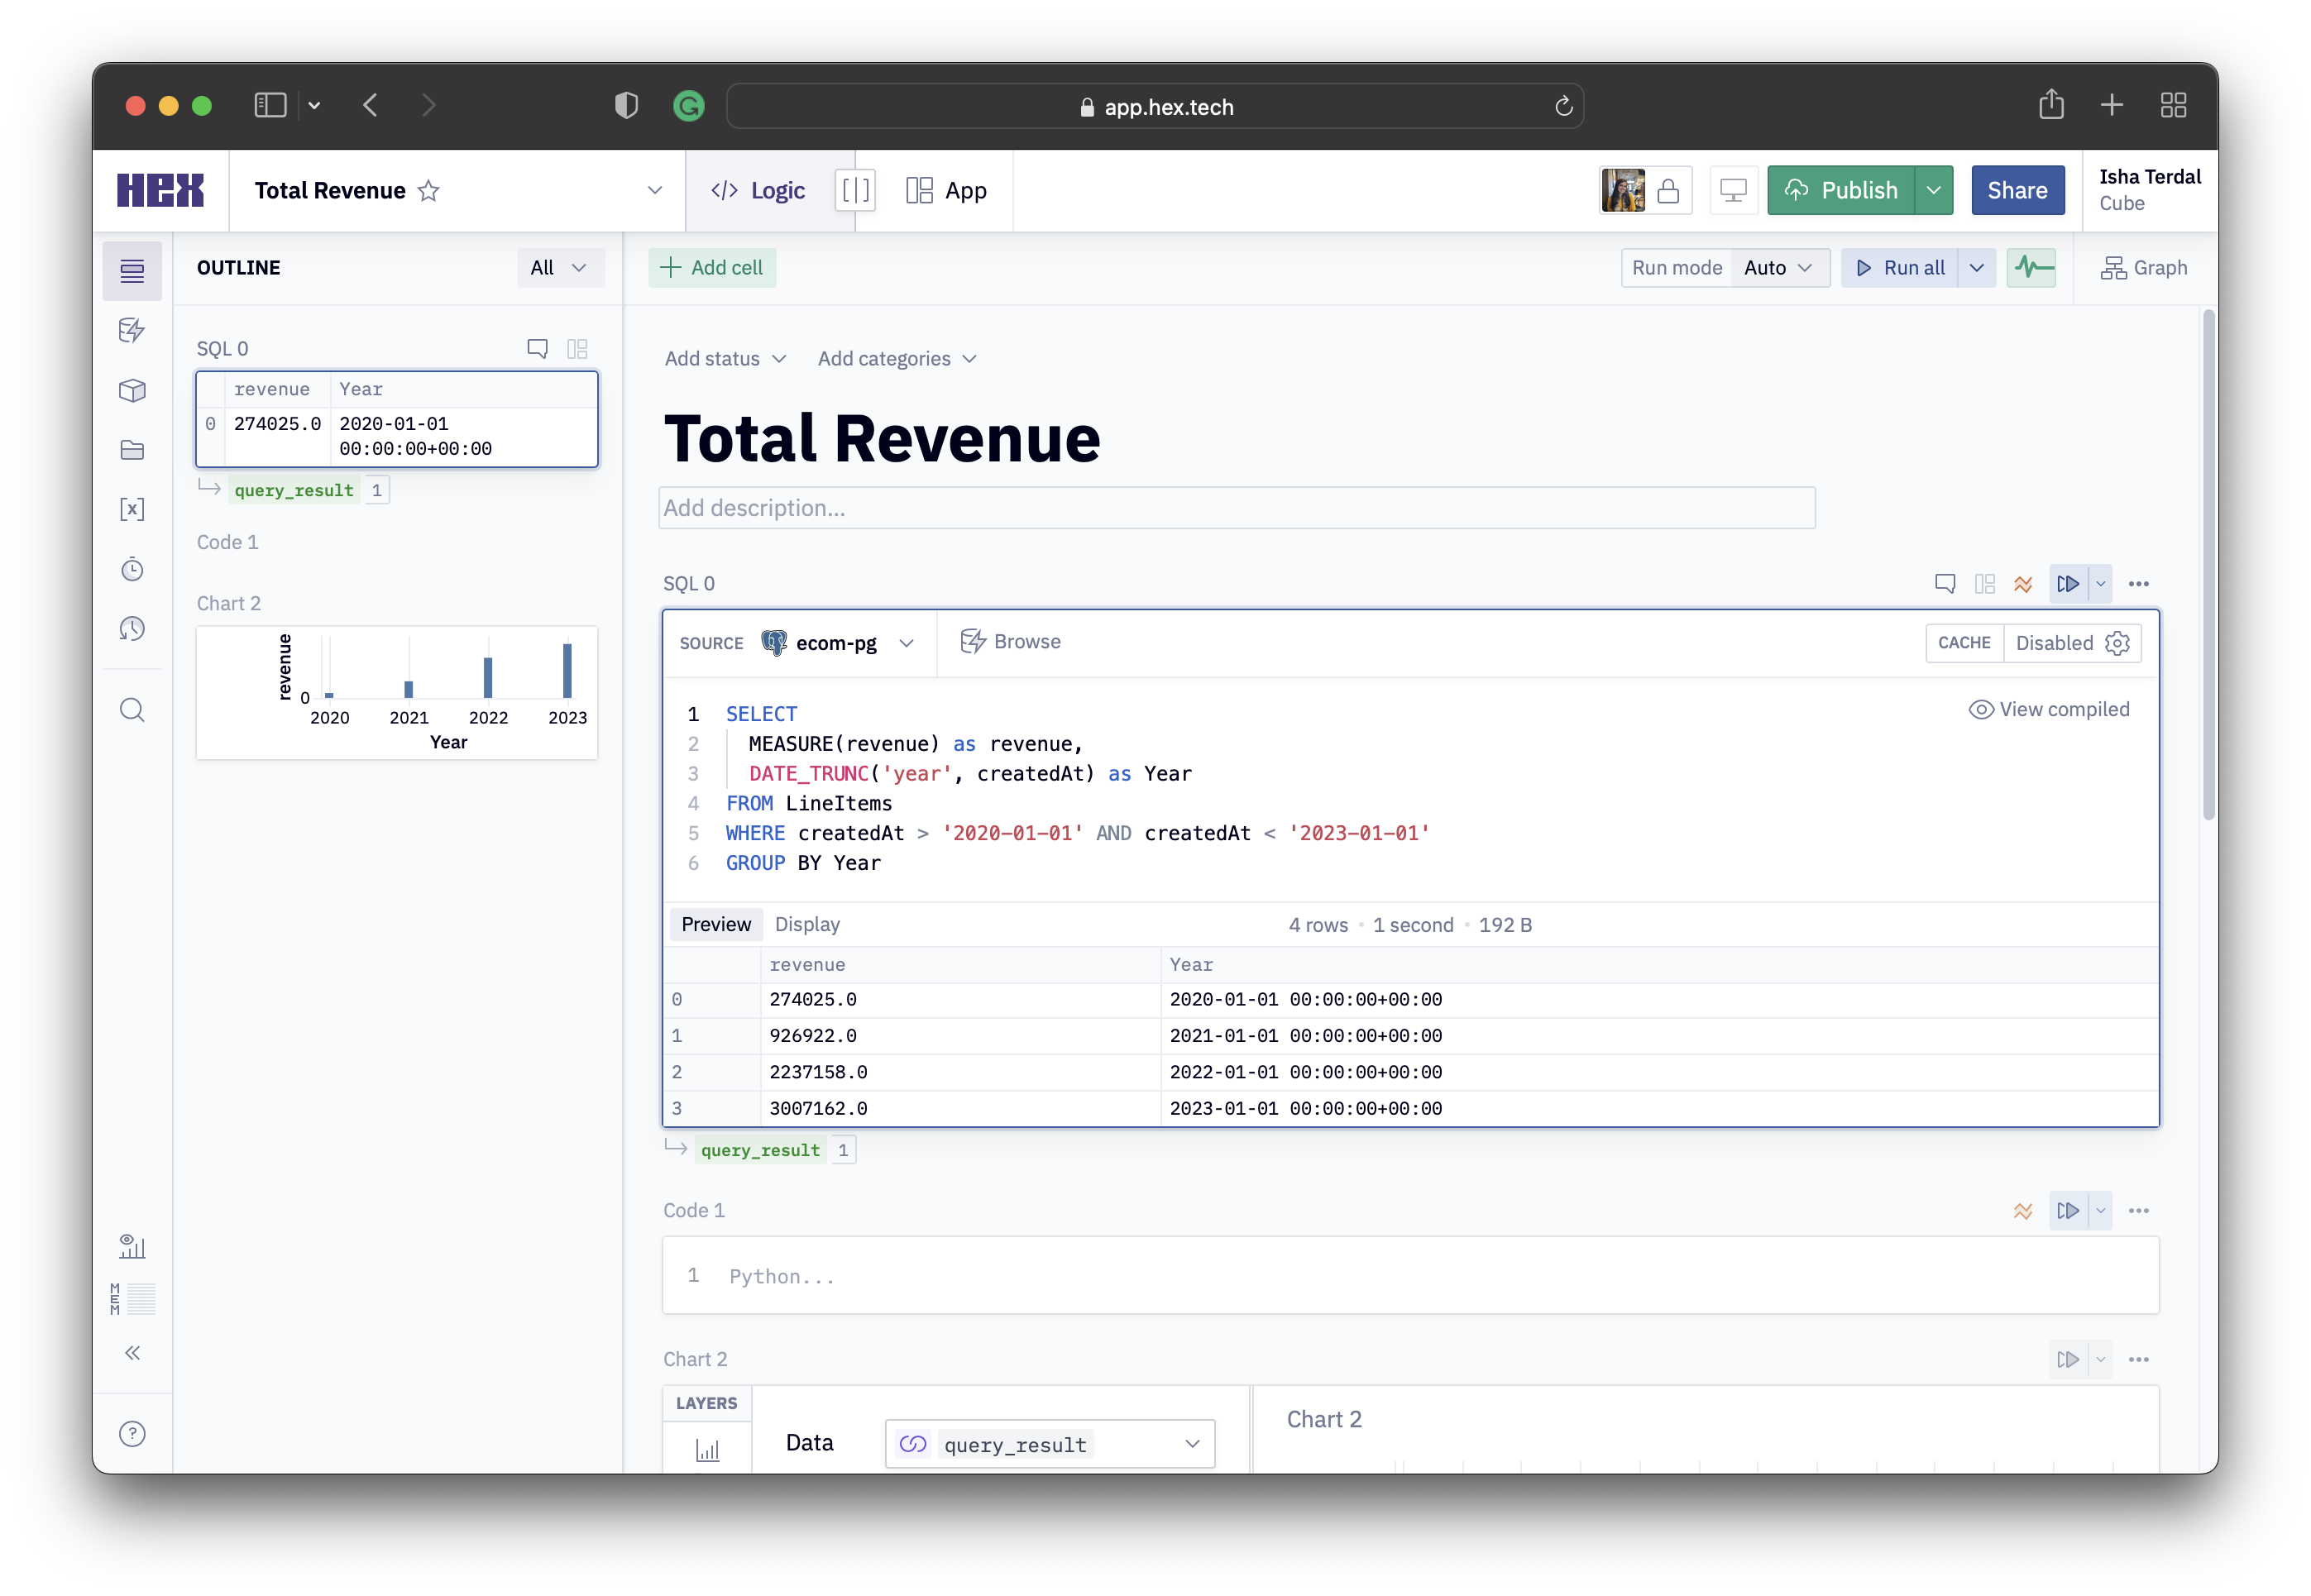 app.hex.tech
HEX
Total Revenue
Logic
App
Publish
Share
Isha Terdal
Cube
OUTLINE
All
Add cell
Run mode
Auto
Run all
Graph
SQL 0
revenue Year
0 274025.0 2020-01-01
00:00:00+00:00
query_result 1
Code 1
Chart 2
revenue
0
2020 2021 2022 2023
Year
MEM
Add status
Add categories
Total Revenue
Add description...
SQL 0
SOURCE ecom-pg
Browse
CACHE Disabled
View compiled
1 SELECT
2 MEASURE(revenue) as revenue,
3 DATE_TRUNC('year', createdAt) as Year
4 FROM LineItems
5 WHERE createdAt > '2020-01-01' AND createdAt < '2023-01-01'
6 GROUP BY Year
Preview Display 4 rows • 1 second • 192 B
revenue Year
0 274025.0 2020-01-01 00:00:00+00:00
1 926922.0 2021-01-01 00:00:00+00:00
2 2237158.0 2022-01-01 00:00:00+00:00
3 3007162.0 2023-01-01 00:00:00+00:00
query_result 1
Code 1
1 Python...
Chart 2
LAYERS
Data query_result
Chart 2